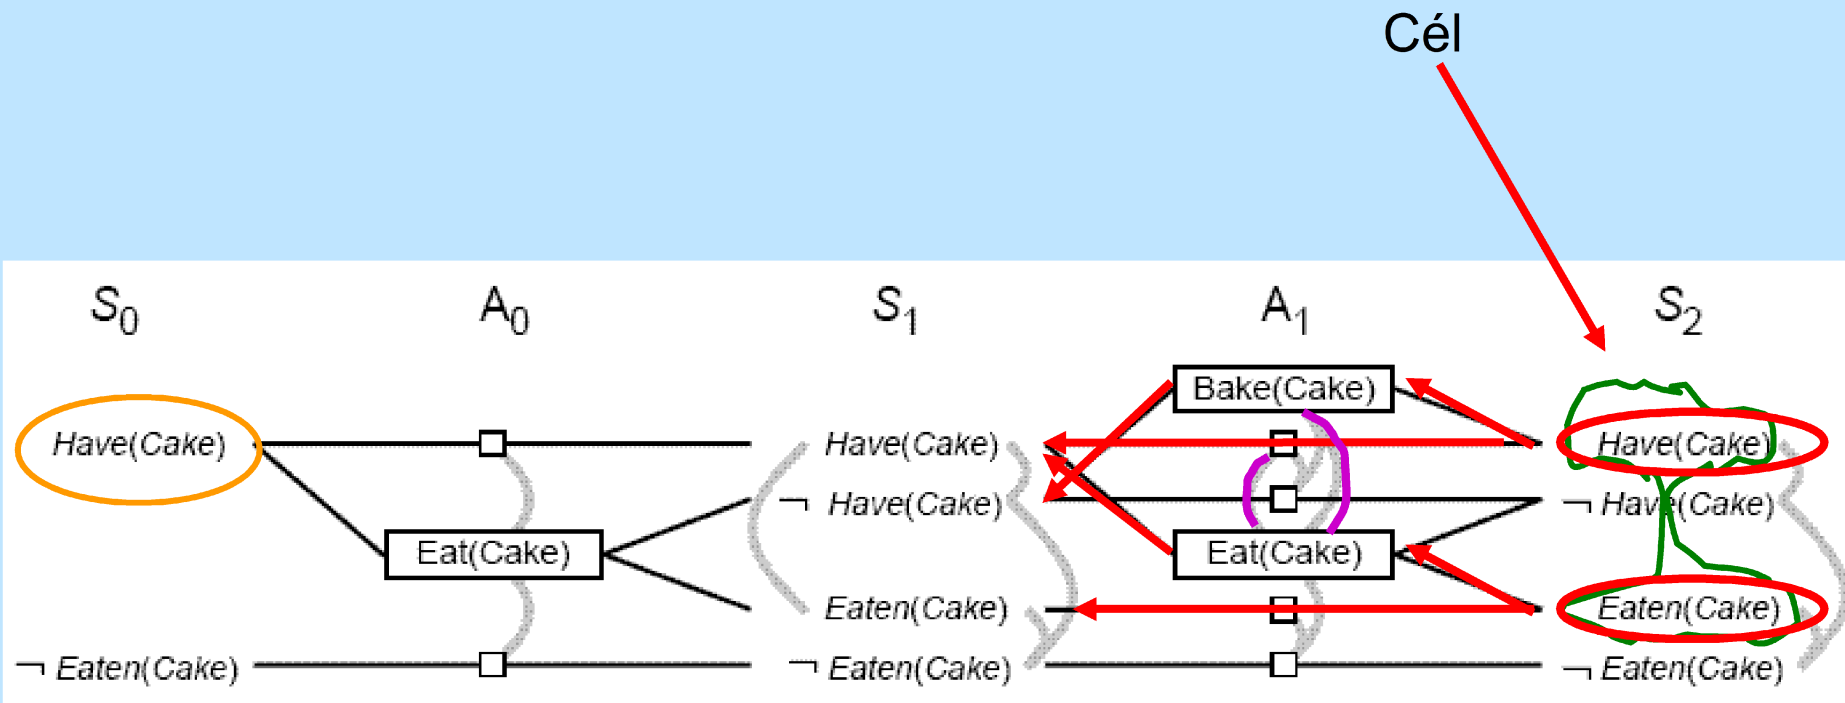 Cél
S0 A0 S1 A1 S2
Bake(Cake)
Have(Cake) Have(Cake) Have(Cake)
¬ Have(Cake) ¬ Have(Cake)
Eat(Cake) Eat(Cake)
Eaten(Cake) Eaten(Cake)
¬ Eaten(Cake) ¬ Eaten(Cake) ¬ Eaten(Cake)